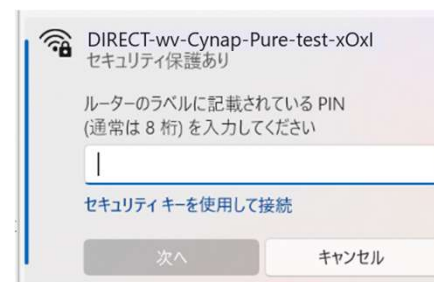 DIRECT-wv-Cynap-Pure-test-xOxl
セキュリティ保護あり
ルーターのラベルに記載されている PIN
(通常は 8 桁) を入力してください
セキュリティ キーを使用して接続
次へ
キャンセル